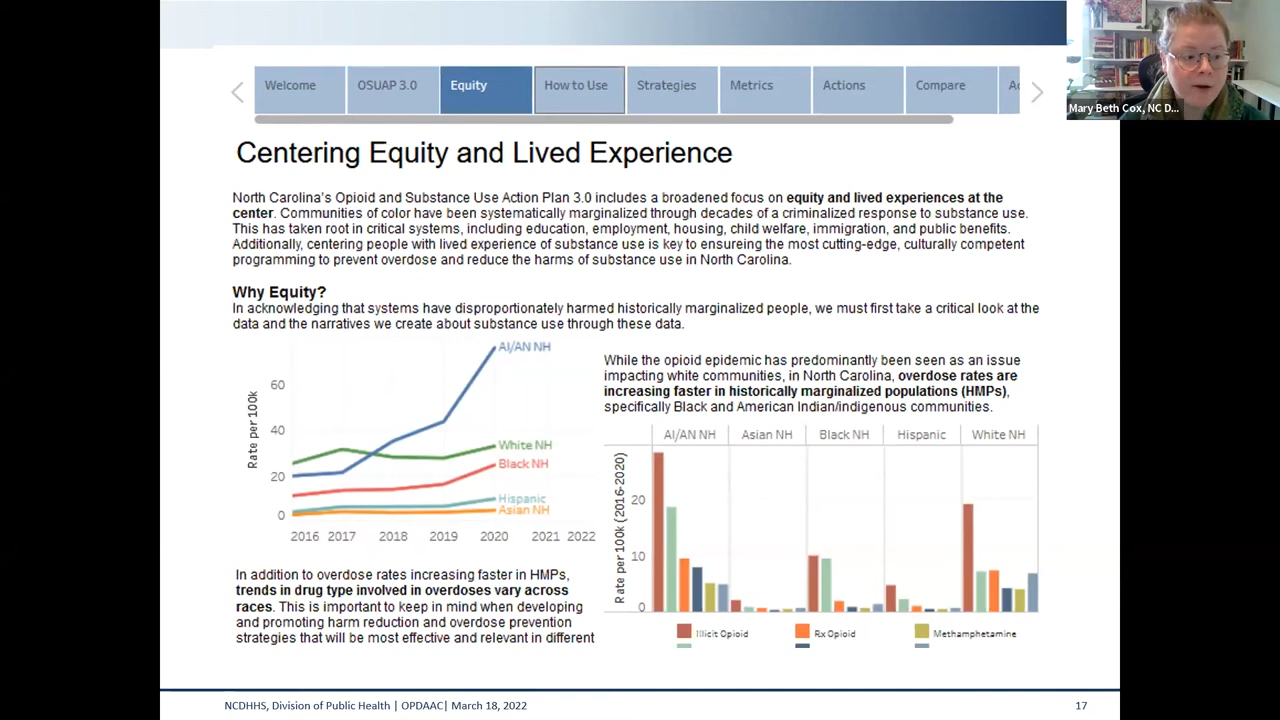 Welcome
OSUAP 3.0
Equity
How to Use
Strategies
Metrics
Actions
Compare
Mary Beth Cox, NC D...
Centering Equity and Lived Experience
North Carolina's Opioid and Substance Use Action Plan 3.0 includes a broadened focus on equity and lived experiences at the
center. Communities of color have been systematically marginalized through decades of a criminalized response to substance use.
This has taken root in critical systems, including education, employment, housing, child welfare, immigration, and public benefits.
Additionally, centering people with lived experience of substance use is key to ensureing the most cutting-edge, culturally competent
programming to prevent overdose and reduce the harms of substance use in North Carolina.
Why Equity?
In acknowledging that systems have disproportionately harmed historically marginalized people, we must first take a critical look at the
data and the narratives we create about substance use through these data.
Rate per 100k
60
40
20
0
AI/AN NH
White NH
Black NH
Hispanic
Asian NH
2016 2017 2018 2019 2020 2021 2022
While the opioid epidemic has predominantly been seen as an issue
impacting white communities, in North Carolina, overdose rates are
increasing faster in historically marginalized populations (HMPs),
specifically Black and American Indian/indigenous communities.
AI/AN NH Asian NH Black NH Hispanic White NH
Rate per 100k (2016-2020)
20
10
0
Illicit Opioid Rx Opioid Methamphetamine
In addition to overdose rates increasing faster in HMPs,
trends in drug type involved in overdoses vary across
races. This is important to keep in mind when developing
and promoting harm reduction and overdose prevention
strategies that will be most effective and relevant in different
NCDHHS, Division of Public Health | OPDAAC| March 18, 2022
17